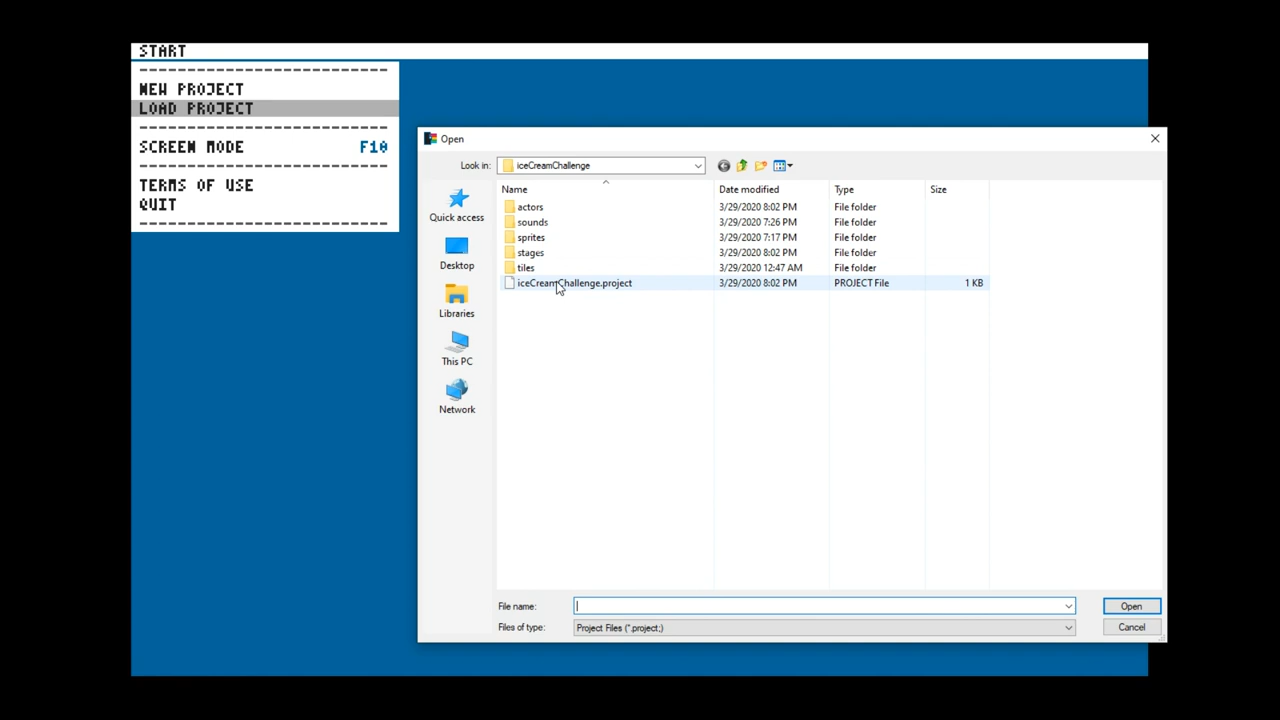 START
NEW PROJECT
LOAD PROJECT
SCREEN MODE F10
TERMS OF USE
QUIT
Open
Look in: iceCreamChallenge
Name Date modified Type Size
Quick access
Desktop
Libraries
This PC
Network
actors 3/29/2020 8:02 PM File folder
sounds 3/29/2020 7:26 PM File folder
sprites 3/29/2020 7:17 PM File folder
stages 3/29/2020 8:02 PM File folder
tiles 3/29/2020 12:47 AM File folder
iceCreamChallenge.project 3/29/2020 8:02 PM PROJECT File 1 KB
File name: Open
Files of type: Project Files (*.project;) Cancel